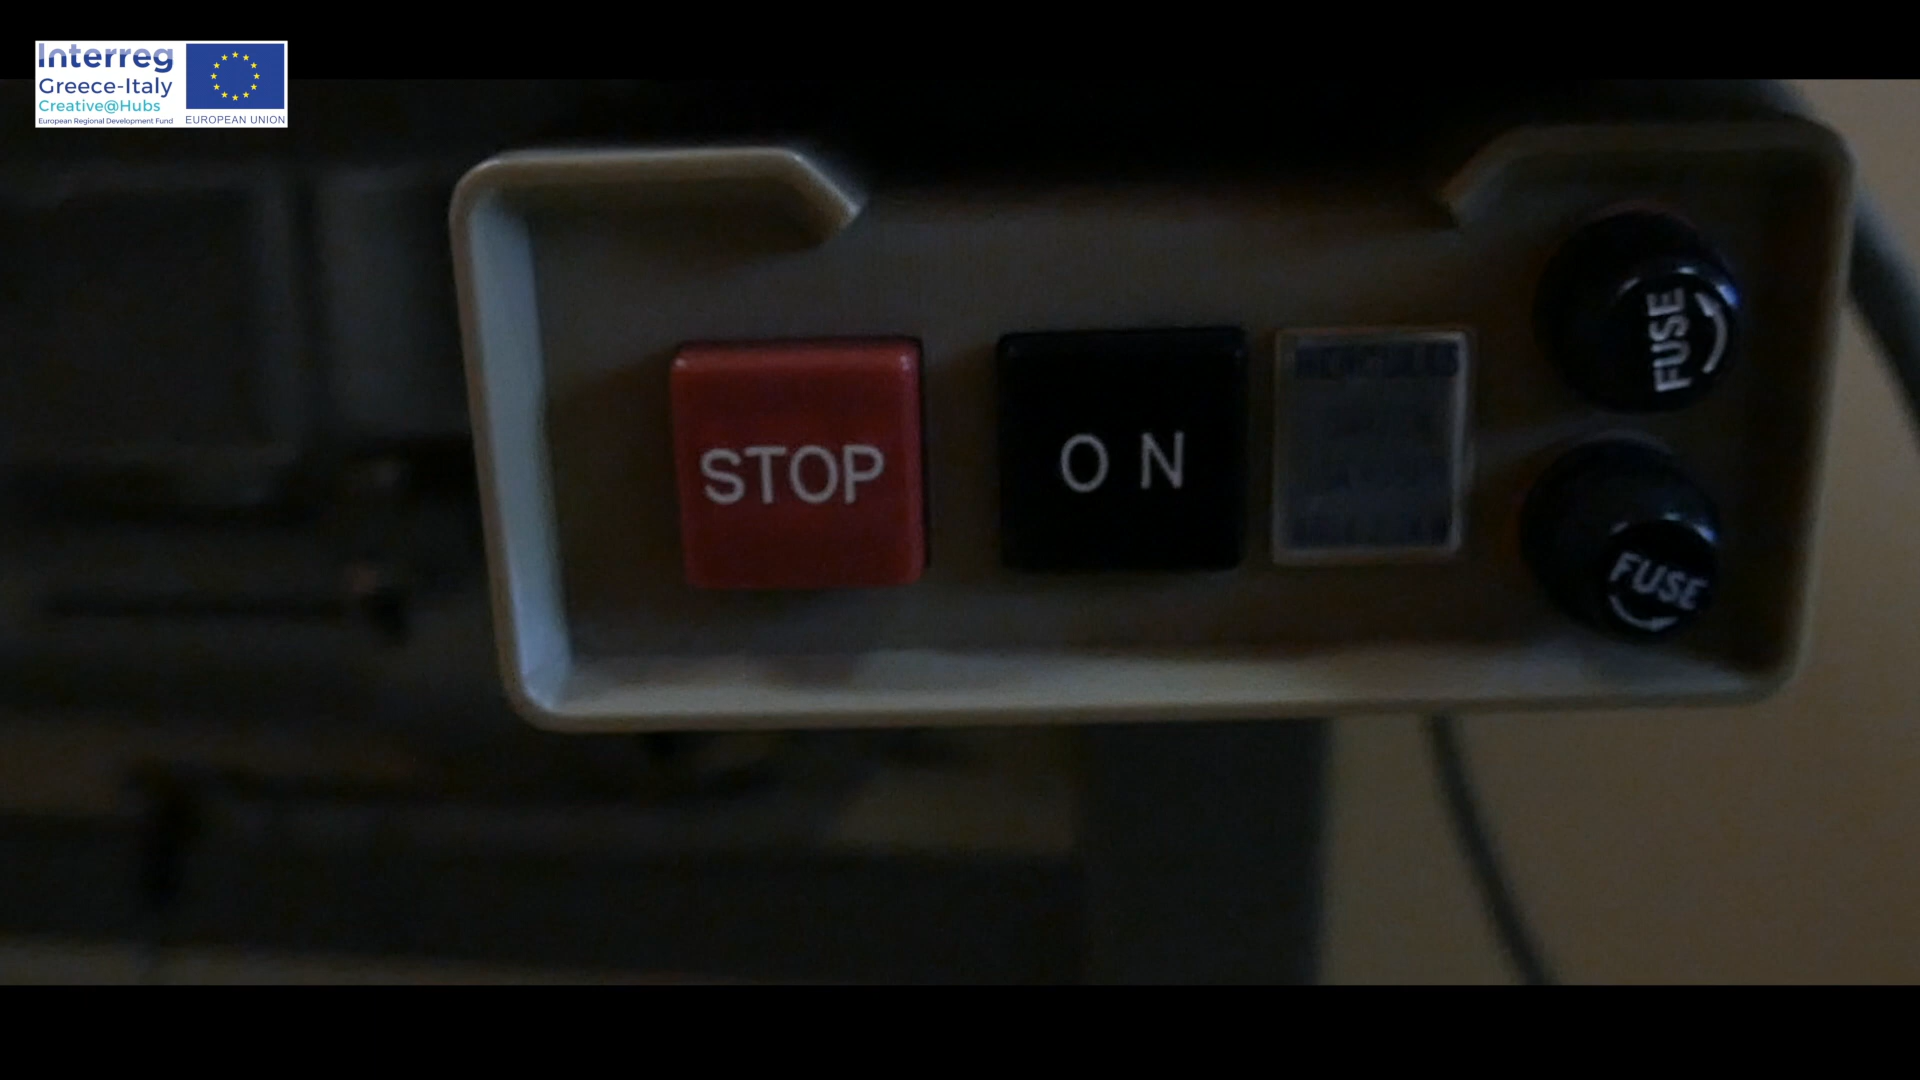 Interreg
Greece-Italy
Creative@Hubs
European Regional Development Fund
EUROPEAN UNION
STOP
O N
FUSE
FUSE